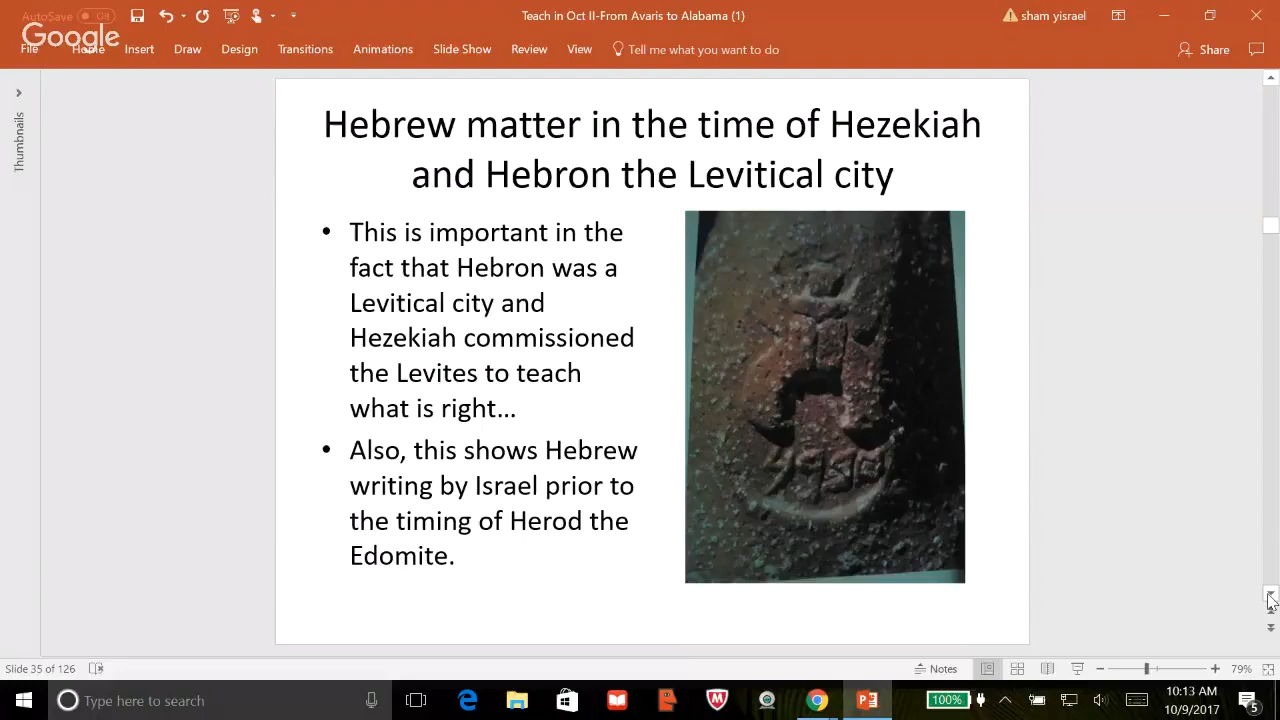 AutoSave Off
Teach in Oct II-From Avaris to Alabama (1)
sham yisrael
Google
File Home Insert Draw Design Transitions Animations Slide Show Review View Tell me what you want to do
Share
Thumbnails
Hebrew matter in the time of Hezekiah
and Hebron the Levitical city
• This is important in the
fact that Hebron was a
Levitical city and
Hezekiah commissioned
the Levites to teach
what is right...
• Also, this shows Hebrew
writing by Israel prior to
the timing of Herod the
Edomite.
Slide 35 of 126
Notes
79%
Type here to search
100%
10:13 AM
10/9/2017
5